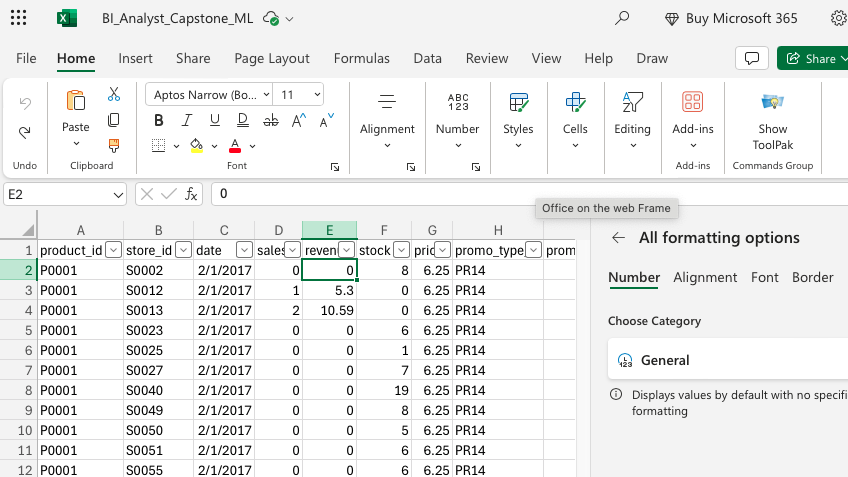 BI_Analyst_Capstone_ML Buy Microsoft 365
File Home Insert Share Page Layout Formulas Data Review View Help Draw Share
Aptos Narrow (Bo... 11
Paste B I U D ab A A Alignment Number Styles Cells Editing Add-ins Show ToolPak
ABC
123
A
Undo Clipboard Font Add-ins Commands Group
E2 fx 0
Office on the web Frame
A B C D E F G H
1 product_id store_id date sales reven stock pric promo_type prom
2 P0001 S0002 2/1/2017 0 0 8 6.25 PR14
3 P0001 S0012 2/1/2017 1 5.3 0 6.25 PR14
4 P0001 S0013 2/1/2017 2 10.59 0 6.25 PR14
5 P0001 S0023 2/1/2017 0 0 6 6.25 PR14
6 P0001 S0025 2/1/2017 0 0 1 6.25 PR14
7 P0001 S0027 2/1/2017 0 0 7 6.25 PR14
8 P0001 S0040 2/1/2017 0 0 19 6.25 PR14
9 P0001 S0049 2/1/2017 0 0 8 6.25 PR14
10 P0001 S0050 2/1/2017 0 0 5 6.25 PR14
11 P0001 S0051 2/1/2017 0 0 6 6.25 PR14
12 P0001 S0055 2/1/2017 0 0 6 6.25 PR14
All formatting options
Number Alignment Font Border
Choose Category
123 General
Displays values by default with no specifi
formatting